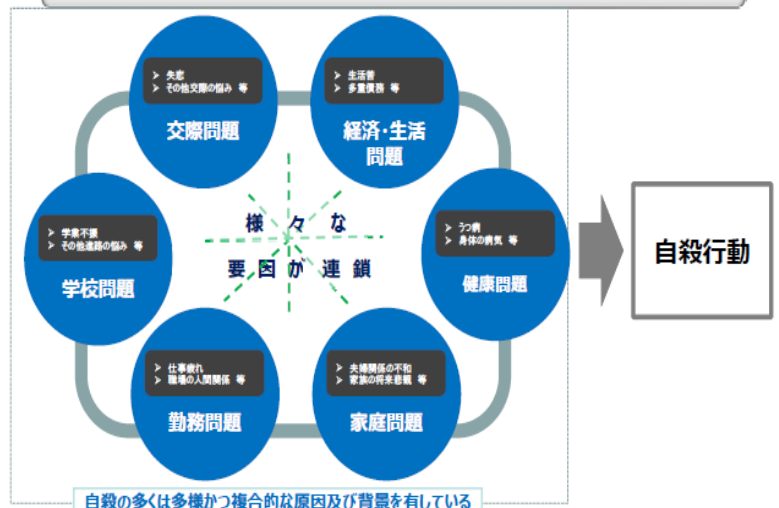 ➢ 失恋
➢ その他交際の悩み 等
交際問題
➢ 生活苦
➢ 多重債務 等
経済・生活
問題
➢ 学業不振
➢ その他進路の悩み 等
学校問題
様々な
要因が連鎖
➢ うつ病
➢ 身体の病気 等
健康問題
自殺行動
➢ 仕事疲れ
➢ 職場の人間関係 等
勤務問題
➢ 夫婦関係の不和
➢ 家族の将来悲観 等
家庭問題
自殺の多くは多様かつ複合的な原因及び背景を有している